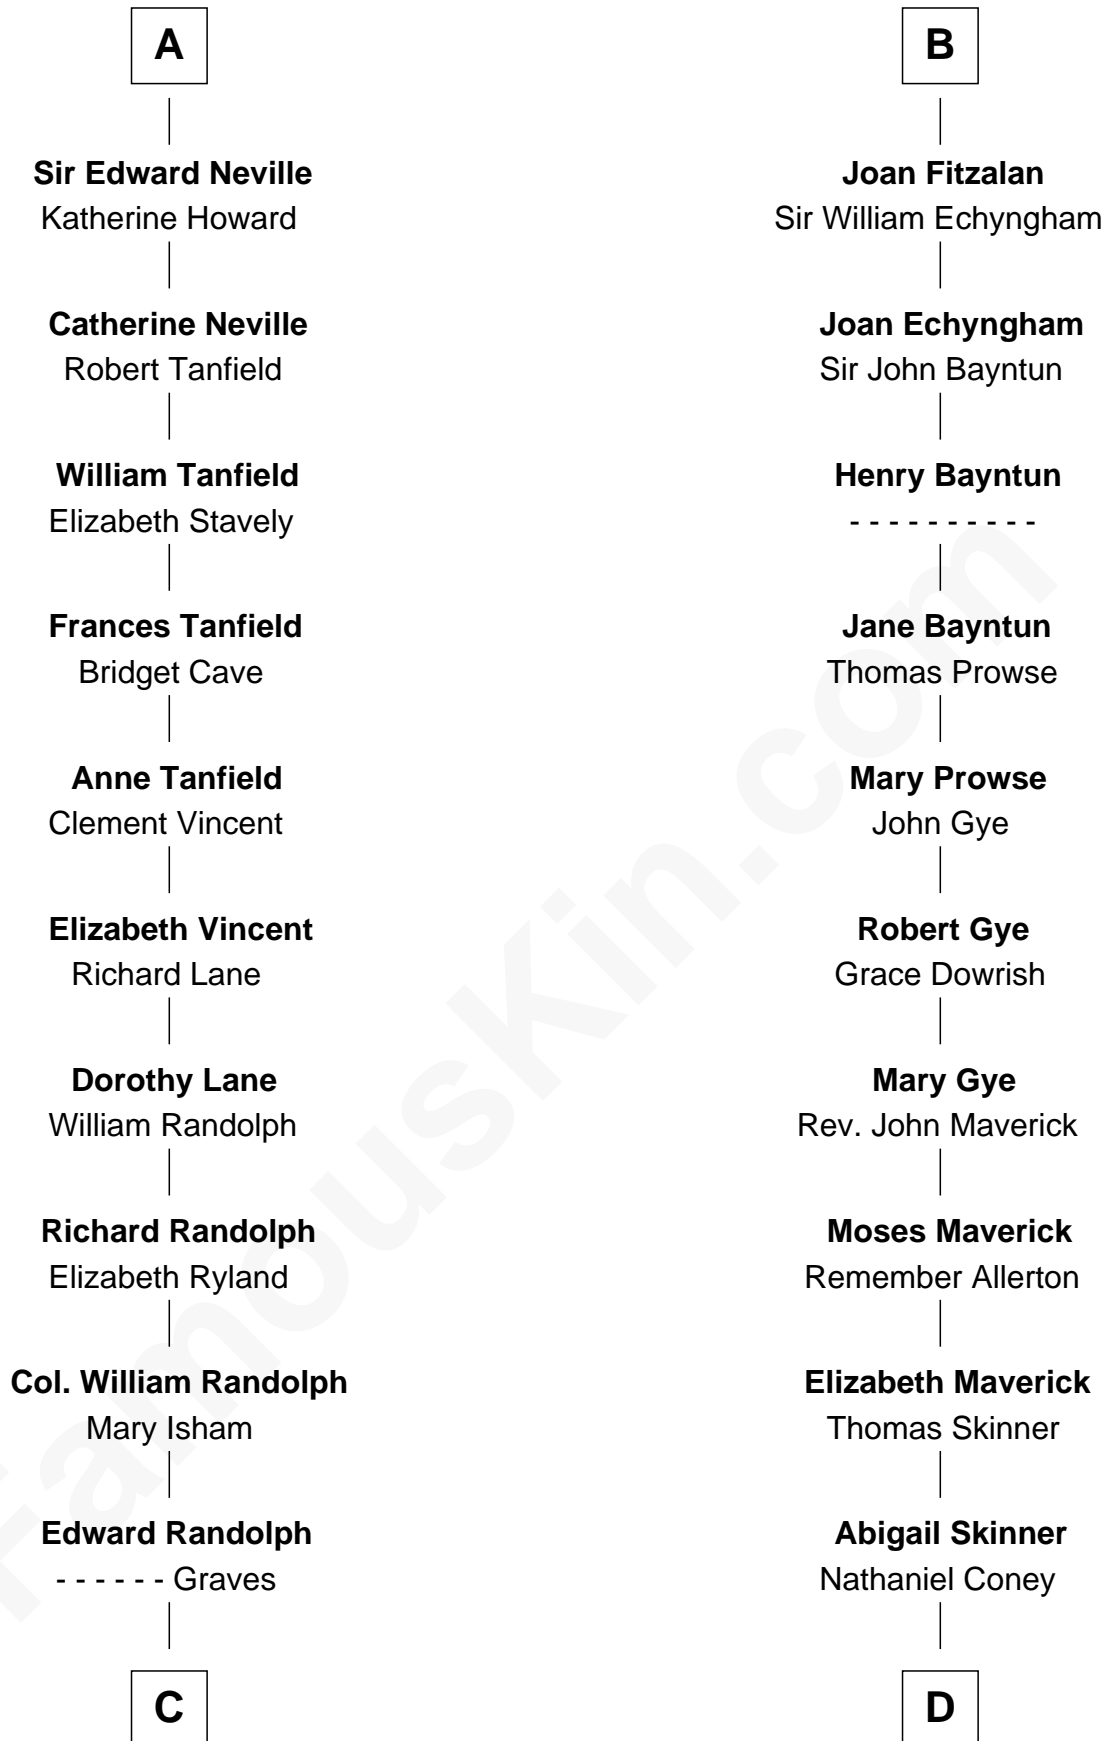 A
Sir Edward Neville
Katherine Howard
Catherine Neville
Robert Tanfield
William Tanfield
Elizabeth Stavely
Frances Tanfield
Bridget Cave
Anne Tanfield
Clement Vincent
Elizabeth Vincent
Richard Lane
Dorothy Lane
William Randolph
Richard Randolph
Elizabeth Ryland
Col. William Randolph
Mary Isham
Edward Randolph
- - - - - - Graves
C
B
Joan Fitzalan
Sir William Echyngham
Joan Echyngham
Sir John Bayntun
Henry Bayntun
- - - - - - - - - -
Jane Bayntun
Thomas Prowse
Mary Prowse
John Gye
Robert Gye
Grace Dowrish
Mary Gye
Rev. John Maverick
Moses Maverick
Remember Allerton
Elizabeth Maverick
Thomas Skinner
Abigail Skinner
Nathaniel Coney
D
FamousKin.com